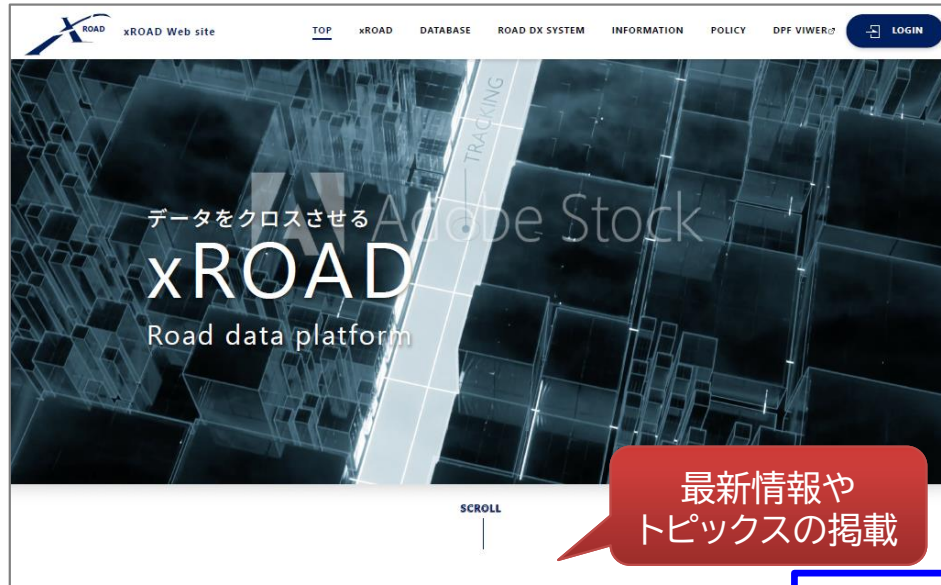 ROAD
xROAD Web site
TOP
xROAD
DATABASE
ROAD DX SYSTEM
INFORMATION
POLICY
DPF VIWER
LOGIN
TRACKING
データをクロスさせる
Adobe Stock
xROAD
Road data platform
SCROLL
最新情報や
トピックスの掲載